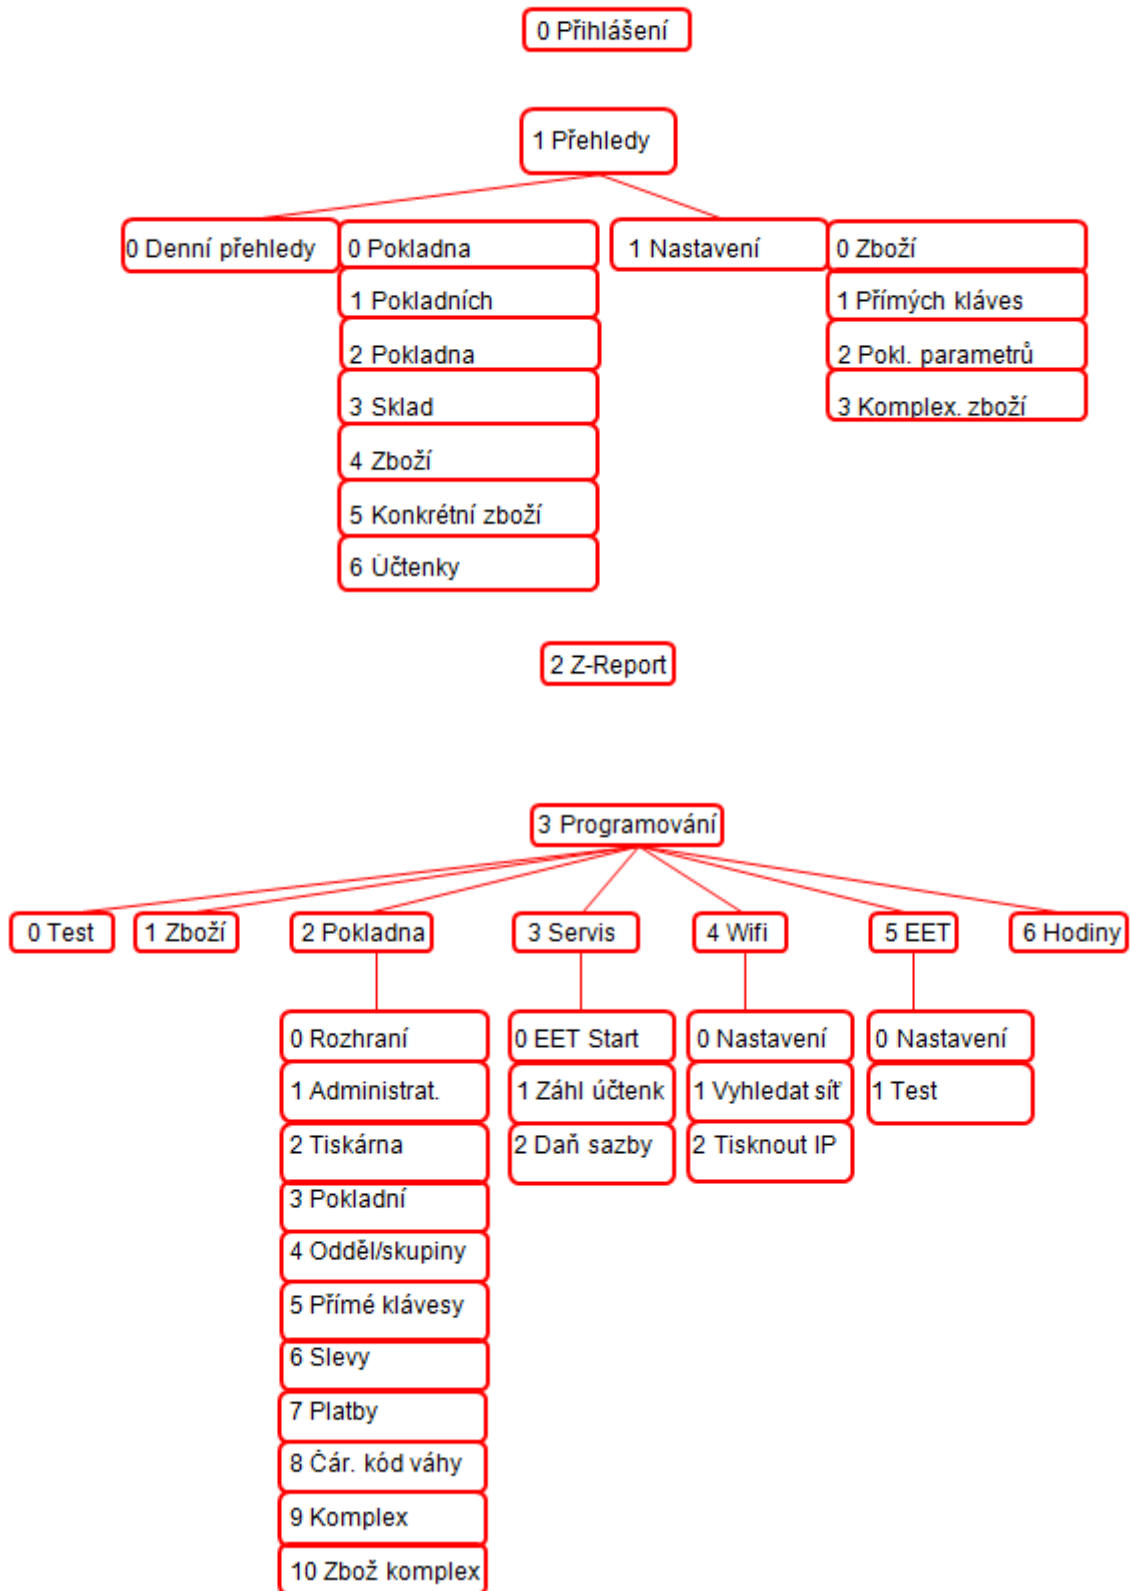 0 Přihlášení
1 Přehledy
0 Denní přehledy
0 Pokladna
1 Pokladních
2 Pokladna
3 Sklad
4 Zboží
5 Konkrétní zboží
6 Účtenky
1 Nastavení
0 Zboží
1 Přímých kláves
2 Pokl. parametrů
3 Komplex. zboží
2 Z-Report
3 Programování
0 Test
1 Zboží
2 Pokladna
3 Servis
4 Wifi
5 EET
6 Hodiny
0 Rozhraní
1 Administrat.
2 Tiskárna
3 Pokladní
4 Odděl/skupiny
5 Přímé klávesy
6 Slevy
7 Platby
8 Čár. kód váhy
9 Komplex
10 Zbož komplex
0 EET Start
1 Záhl účtenk
2 Daň sazby
0 Nastavení
1 Vyhledat síť
2 Tisknout IP
0 Nastavení
1 Test